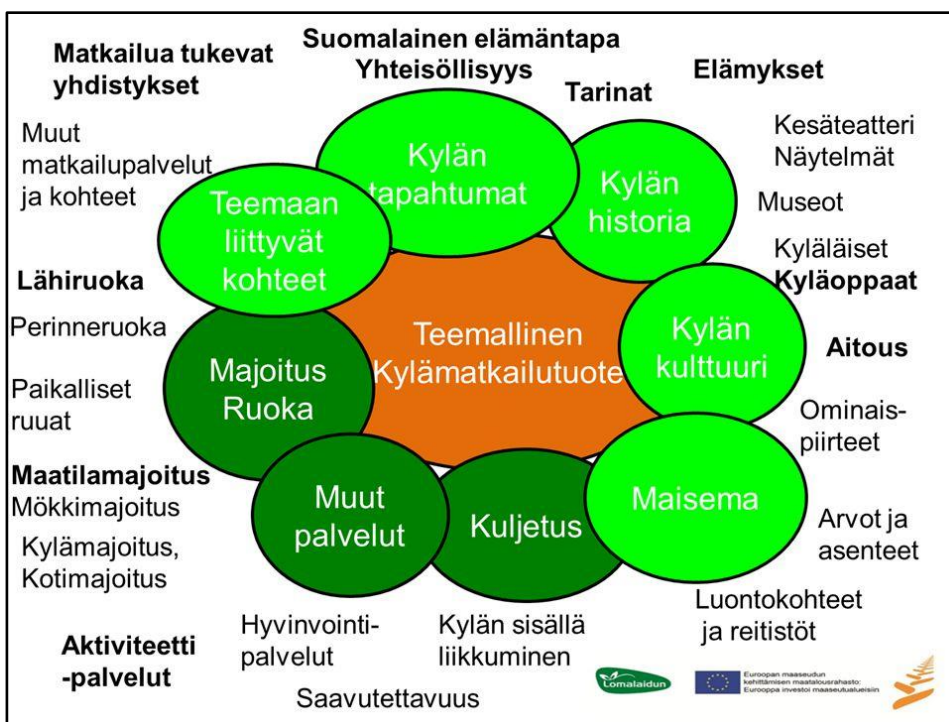 Matkailua tukevat
yhdistykset
Suomalainen elämäntapa
Yhteisöllisyys
Tarinat
Elämykset
Muut
matkailupalvelut
ja kohteet
Kesäteatteri
Näytelmät
Museot
Kyläläiset
Kyläoppaat
Kylän
tapahtumat
Kylän
historia
Teemaan
liittyvät
kohteet
Lähiruoka
Perinneruoka
Paikalliset
ruuat
Majoitus
Ruoka
Teemallinen
Kylämatkailutuote
Kylän
kulttuuri
Aitous
Ominais-
piirteet
Maatilamajoitus
Mökkimajoitus
Kylämajoitus,
Kotimajoitus
Muut
palvelut
Kuljetus
Maisema
Arvot ja
asenteet
Luontokohteet
ja reitistöt
Aktiviteetti
-palvelut
Hyvinvointi-
palvelut
Kylän sisällä
liikkuminen
Saavutettavuus
Lomalaidun
Euroopan maaseudun
kehittämisen maatalousrahasto:
Eurooppa investoi maaseutualueisiin